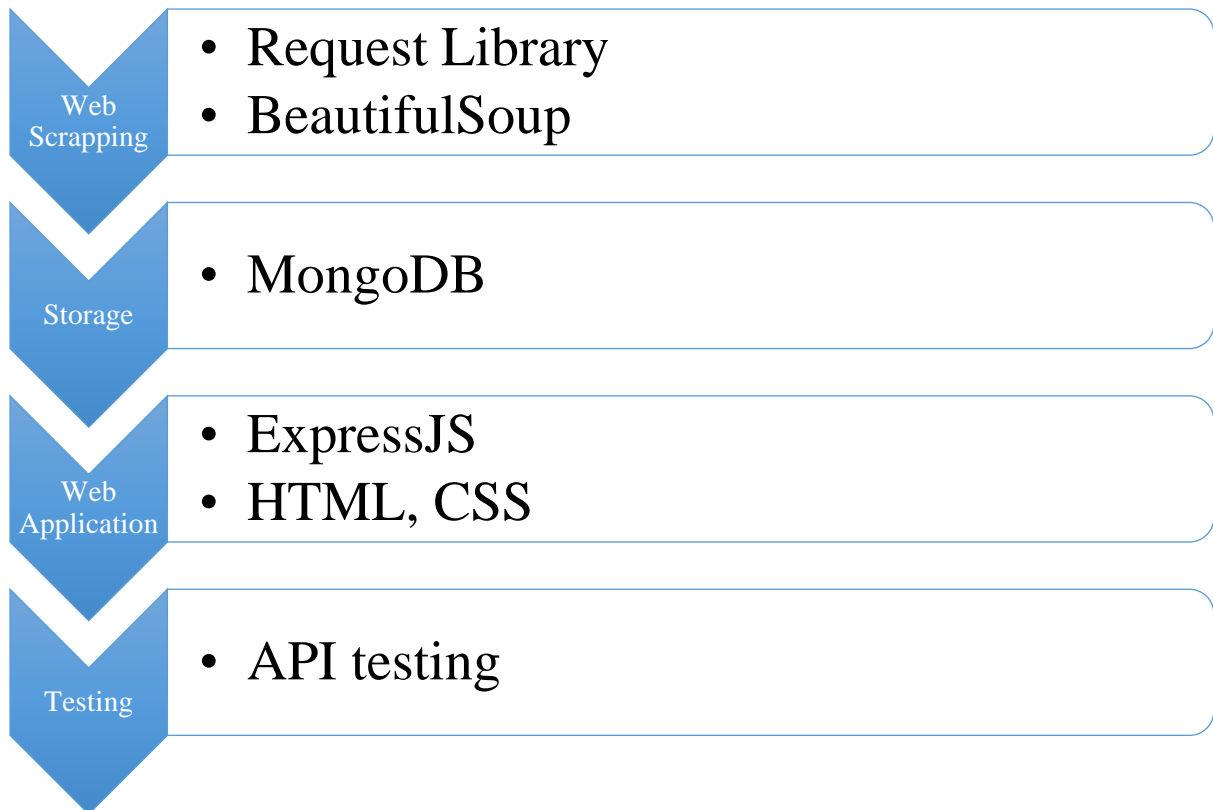 Web
Scrapping
• Request Library
• BeautifulSoup
Storage
• MongoDB
Web
Application
• ExpressJS
• HTML, CSS
Testing
• API testing